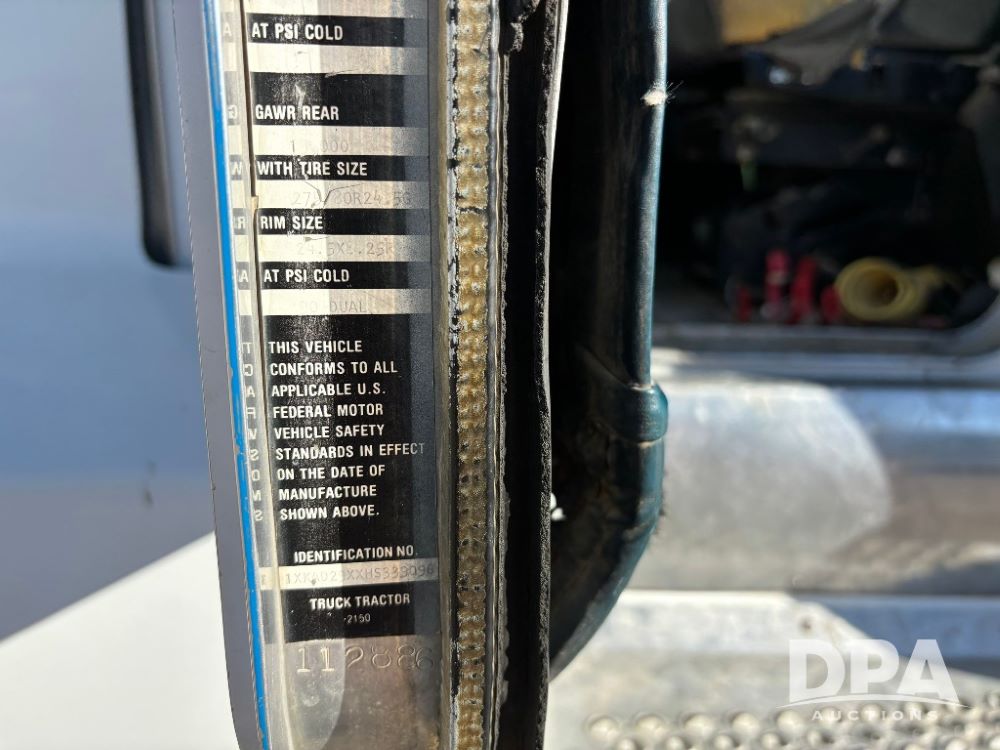 AT PSI COLD
GAWR REAR
WITH TIRE SIZE
RIM SIZE
AT PSI COLD
DUAL
THIS VEHICLE
CONFORMS TO ALL
APPLICABLE U.S.
FEDERAL MOTOR
VEHICLE SAFETY
STANDARDS IN EFFECT
ON THE DATE OF
MANUFACTURE
SHOWN ABOVE.
IDENTIFICATION NO.
TRUCK TRACTOR
-2150
112886
DPA
AUCTIONS